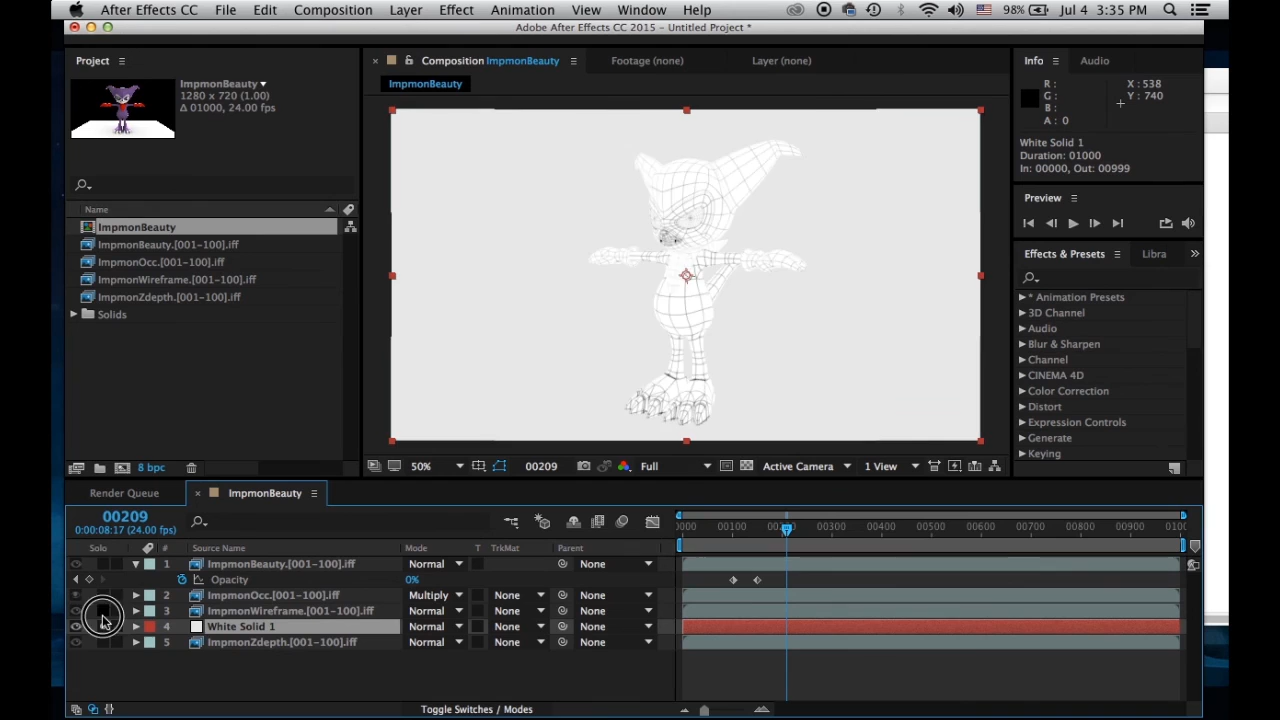 After Effects CC File Edit Composition Layer Effect Animation View Window Help 98% Jul 4 3:35 PM
Adobe After Effects CC 2015 - Untitled Project *
Project
Composition ImpmonBeauty
Footage (none)
Layer (none)
Info
Audio
ImpmonBeauty
ImpmonBeauty
1280 x 720 (1.00)
Δ 01000, 24.00 fps
R :
G :
B :
A : 0
X : 538
Y : 740
White Solid 1
Duration: 01000
In: 00000, Out: 00999
Preview
Name
ImpmonBeauty
ImpmonBeauty.[001-100].iff
ImpmonOcc.[001-100].iff
ImpmonWireframe.[001-100].iff
ImpmonZdepth.[001-100].iff
Solids
Effects & Presets
Libra
* Animation Presets
3D Channel
Audio
Blur & Sharpen
Channel
CINEMA 4D
Color Correction
Distort
Expression Controls
Generate
Keying
8 bpc
50%
00209
Full
Active Camera
1 View
Render Queue
ImpmonBeauty
00209
0:00:08:17 (24.00 fps)
0000 00100 0300 00400 00500 00600 00700 00800 00900 0100
Solo # Source Name Mode T TrkMat Parent
1 ImpmonBeauty.[001-100].iff Normal None
Opacity 0%
2 ImpmonOcc.[001-100].iff Multiply None None
3 ImpmonWireframe.[001-100].iff Normal None None
4 White Solid 1 Normal None None
5 ImpmonZdepth.[001-100].iff Normal None None
Toggle Switches / Modes